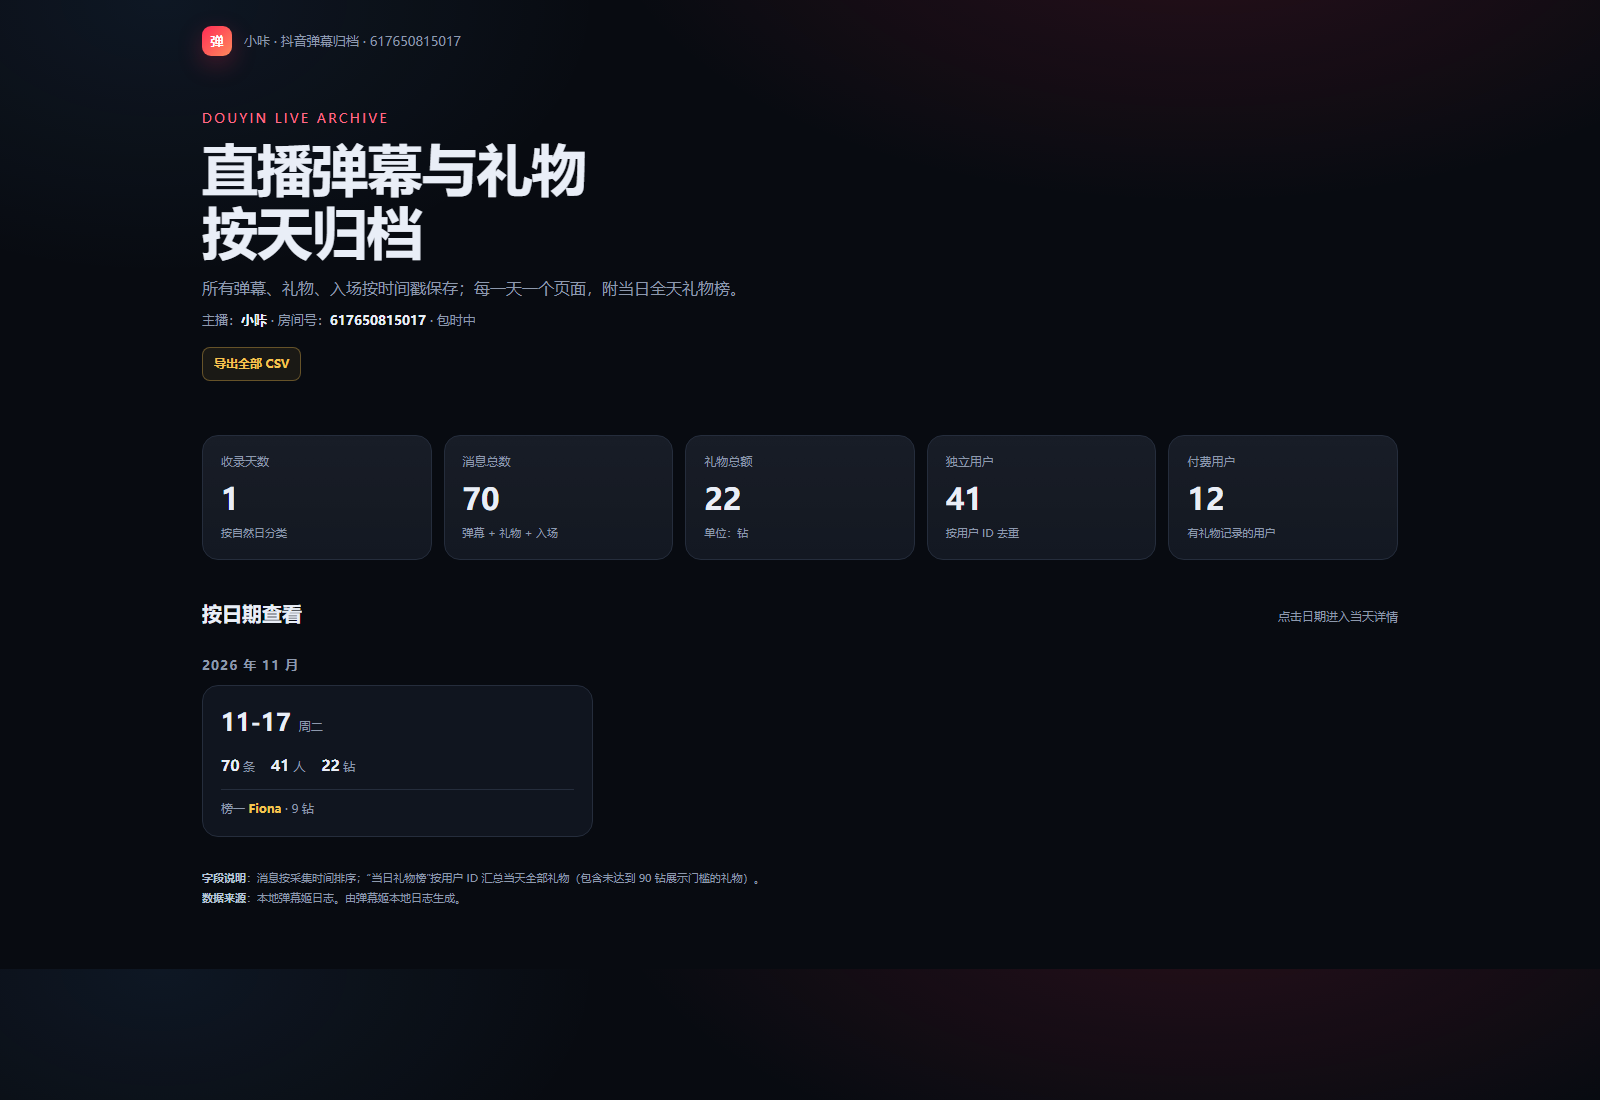 弹 小咔 · 抖音弹幕归档 · 617650815017
DOUYIN LIVE ARCHIVE
直播弹幕与礼物
按天归档
所有弹幕、礼物、入场按时间戳保存；每一天一个页面，附当日全天礼物榜。
主播：小咔 · 房间号：617650815017 · 包时中
导出全部 CSV
收录天数
1
按自然日分类
消息总数
70
弹幕 + 礼物 + 入场
礼物总额
22
单位：钻
独立用户
41
按用户 ID 去重
付费用户
12
有礼物记录的用户
按日期查看
点击日期进入当天详情
2026 年 11 月
11-17 周二
70 条 41 人 22 钻
榜一 Fiona · 9 钻
字段说明：消息按采集时间排序；“当日礼物榜”按用户 ID 汇总当天全部礼物（包含未达到 90 钻展示门槛的礼物）。
数据来源：本地弹幕姬日志。由弹幕姬本地日志生成。